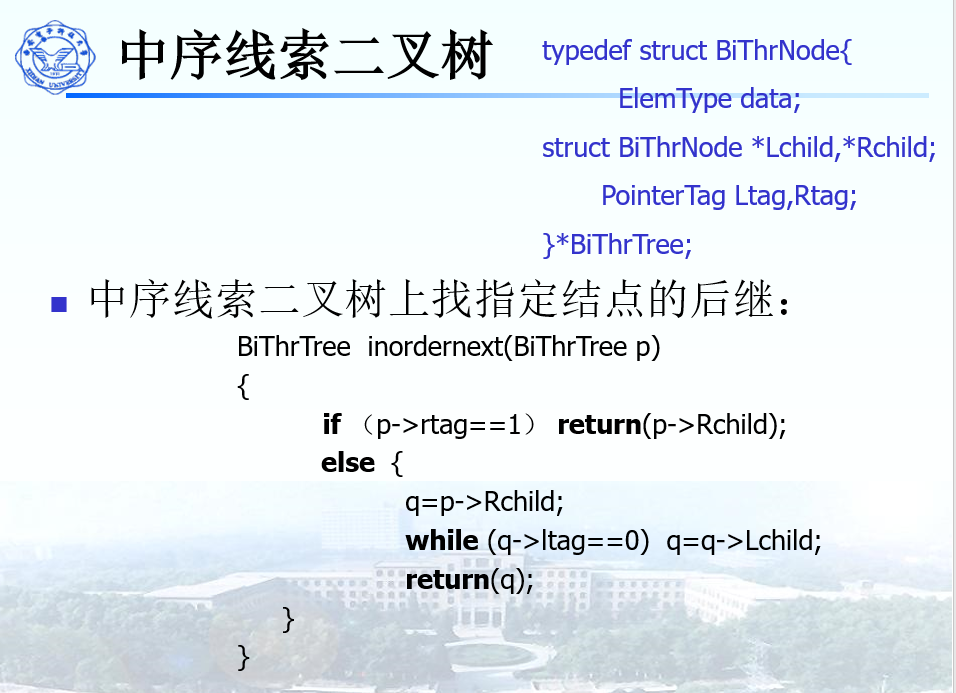 中序线索二叉树
typedef struct BiThrNode{
ElemType data;
struct BiThrNode *Lchild,*Rchild;
PointerTag Ltag,Rtag;
}*BiThrTree;
■ 中序线索二叉树上找指定结点的后继：
BiThrTree inordernext(BiThrTree p)
{
if （p->rtag==1） return(p->Rchild);
else {
q=p->Rchild;
while (q->ltag==0) q=q->Lchild;
return(q);
}
}